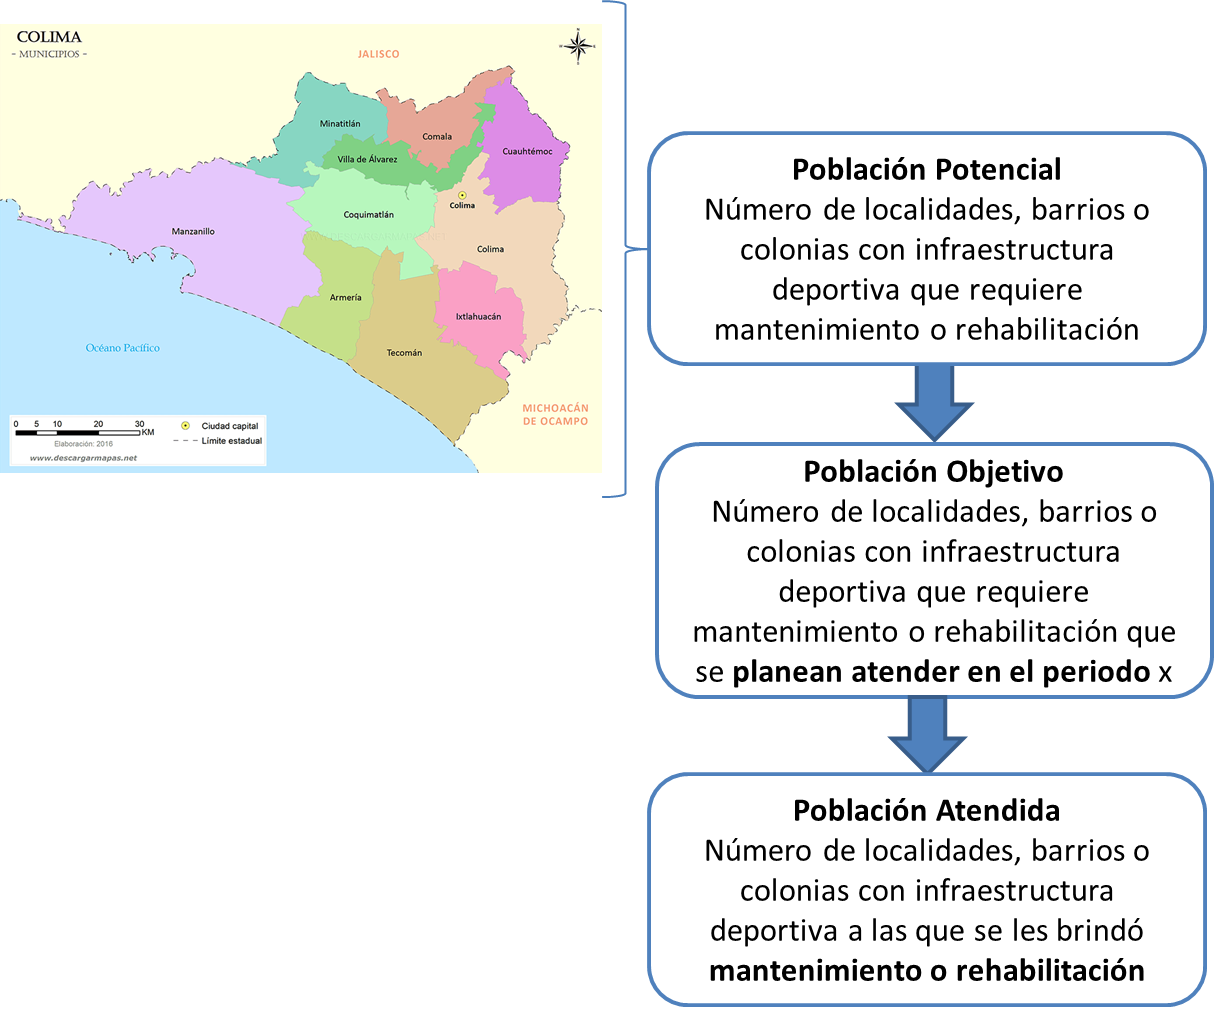 COLIMA
- MUNICIPIOS -
JALISCO
Minatitlán
Comala
Cuauhtémoc
Villa de Álvarez
Colima
Coquimatlán
Manzanillo
Colima
Armería
Ixtlahuacán
Tecomán
Océano Pacífico
MICHOACÁN
DE OCAMPO
0 5 10 20 30
KM
Elaboración: 2016
www.descargarmapas.net
Ciudad capital
Límite estadual
Población Potencial
Número de localidades, barrios o
colonias con infraestructura
deportiva que requiere
mantenimiento o rehabilitación
Población Objetivo
Número de localidades, barrios o
colonias con infraestructura
deportiva que requiere
mantenimiento o rehabilitación que
se planean atender en el periodo x
Población Atendida
Número de localidades, barrios o
colonias con infraestructura
deportiva a las que se les brindó
mantenimiento o rehabilitación